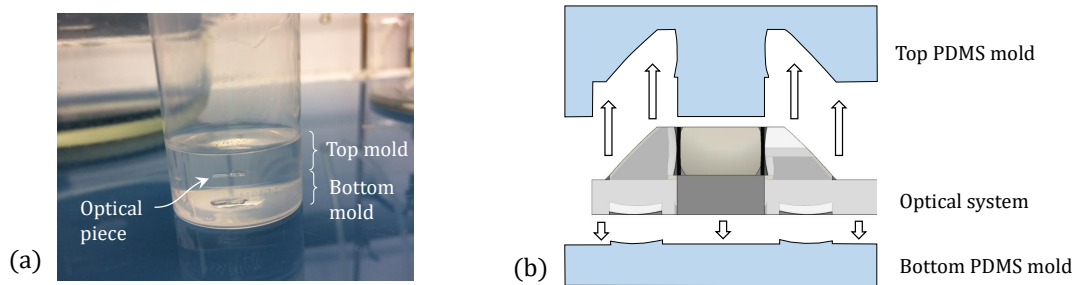 Top mold
Bottom
mold
Optical
piece
(a)
Top PDMS mold
Optical system
Bottom PDMS mold
(b)